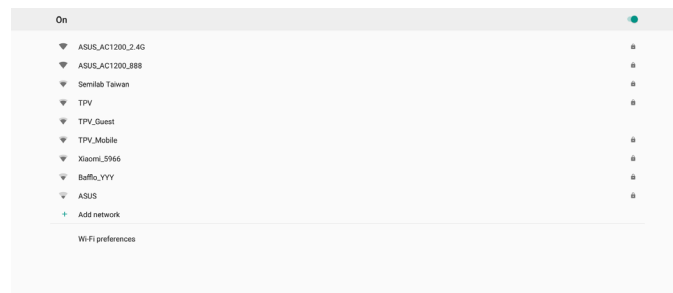 On
ASUS_AC1200_2.4G
ASUS_AC1200_888
Semilab Taiwan
TPV
TPV_Guest
TPV_Mobile
Xiaomi_5966
Bafflo_YYY
ASUS
Add network
Wi-Fi preferences